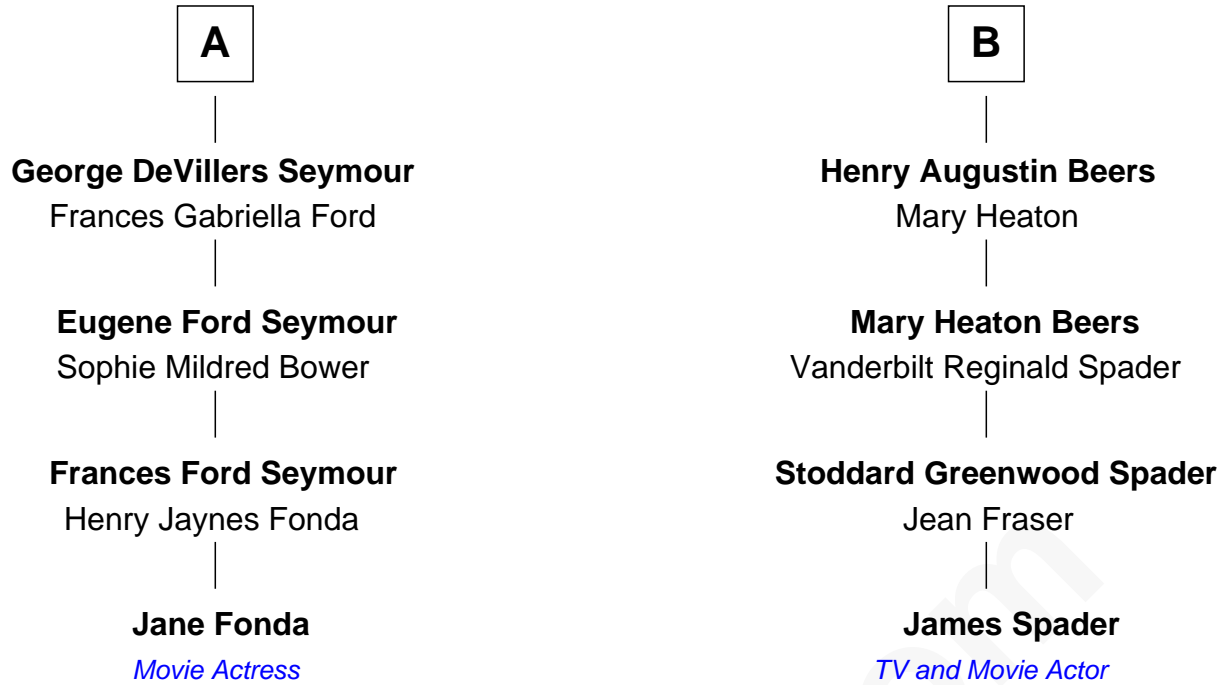 A
George DeVillers Seymour
Frances Gabriella Ford
Eugene Ford Seymour
Sophie Mildred Bower
Frances Ford Seymour
Henry Jaynes Fonda
Jane Fonda
Movie Actress
B
Henry Augustin Beers
Mary Heaton
Mary Heaton Beers
Vanderbilt Reginald Spader
Stoddard Greenwood Spader
Jean Fraser
James Spader
TV and Movie Actor